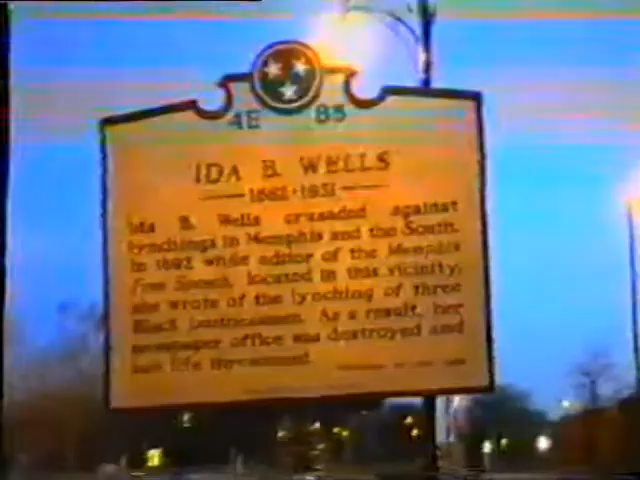 4E 85
IDA B. WELLS
1862-1931
Ida B. Wells crusaded against
lynchings in Memphis and the South.
In 1892 while editor of the Memphis
Free Speech, located in this vicinity,
she wrote of the lynching of three
Black businessmen. As a result, her
newspaper office was destroyed and
her life threatened.